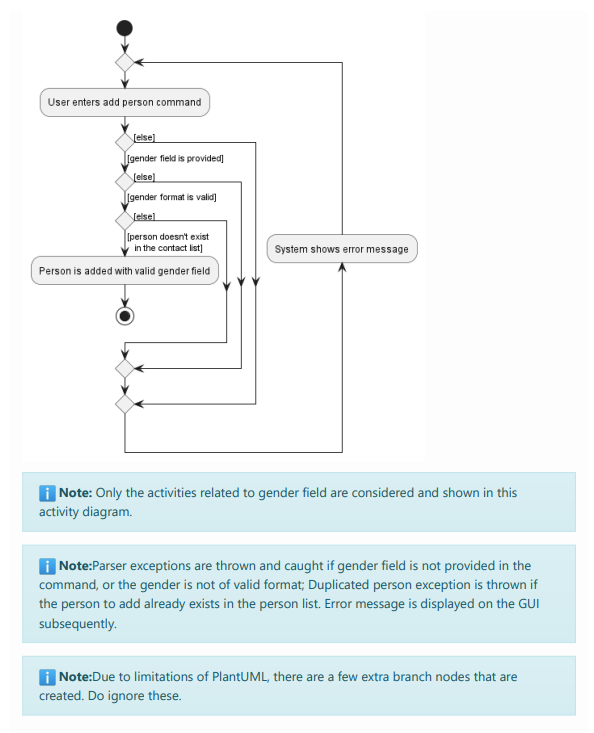 User enters add person command
[else]
[gender field is provided]
[else]
[gender format is valid]
[else]
[person doesn't exist
in the contact list]
System shows error message
Person is added with valid gender field
Note: Only the activities related to gender field are considered and shown in this
activity diagram.
Note:Parser exceptions are thrown and caught if gender field is not provided in the
command, or the gender is not of valid format; Duplicated person exception is thrown if
the person to add already exists in the person list. Error message is displayed on the GUI
subsequently.
Note:Due to limitations of PlantUML, there are a few extra branch nodes that are
created. Do ignore these.